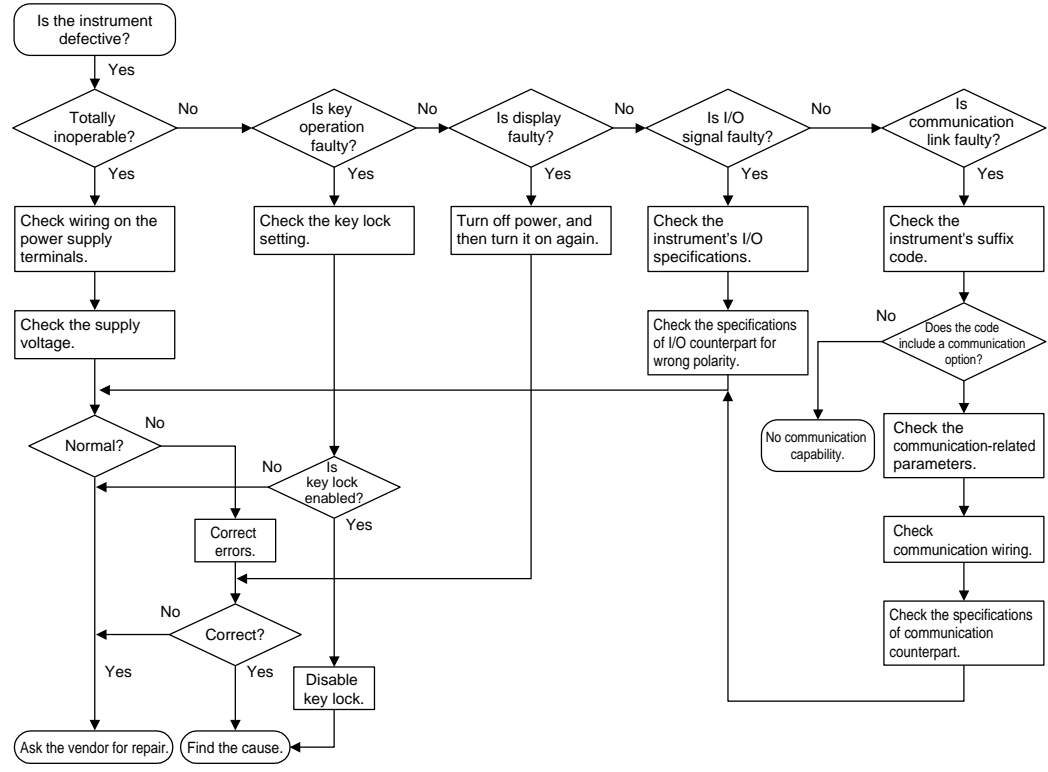 Is the instrument
defective?
Yes
Totally
inoperable?
No
Is key
operation
faulty?
No
Is display
faulty?
No
Is I/O
signal faulty?
No
Is
communication
link faulty?
Yes
Yes
Yes
Yes
Check wiring on the
power supply
terminals.
Check the key lock
setting.
Turn off power, and
then turn it on again.
Check the
instrument's I/O
specifications.
Check the
instrument's suffix
code.
Check the supply
voltage.
Check the specifications
of I/O counterpart for
wrong polarity.
No
Does the code
include a communication
option?
No communication
capability.
Check the
communication-related
parameters.
Normal?
No
No
Is
key lock
enabled?
Yes
Correct
errors.
Check
communication wiring.
No
Correct?
Check the specifications
of communication
counterpart.
Yes
Yes
Disable
key lock.
Ask the vendor for repair.
Find the cause.